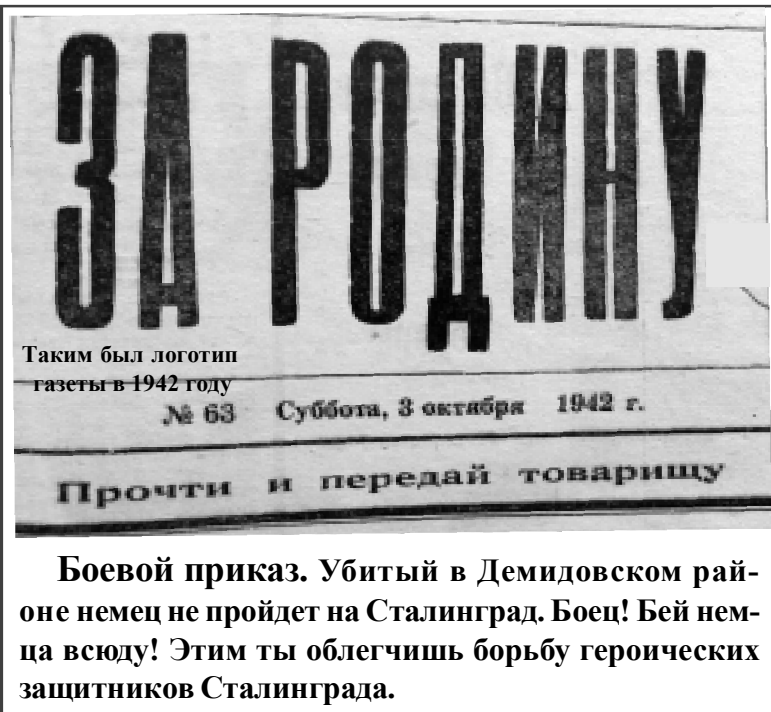 ЗА РОДИНУ
Таким был логотип
газеты в 1942 году
№ 63 Суббота, 3 октября 1942 г.
Прочти и передай товарищу
Боевой приказ. Убитый в Демидовском рай-
оне немец не пройдет на Сталинград. Боец! Бей нем-
ца всюду! Этим ты облегчишь борьбу героических
защитников Сталинграда.